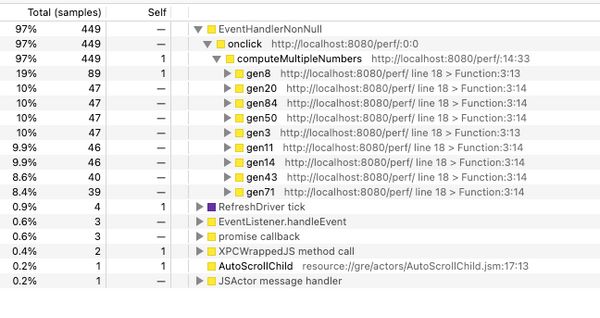 Total (samples) Self
97% 449 — EventHandlerNonNull
97% 449 — onclick http://localhost:8080/perf/:0:0
97% 449 1 computeMultipleNumbers http://localhost:8080/perf/:14:33
19% 89 1 gen8 http://localhost:8080/perf/ line 18 > Function:3:13
10% 47 — gen20 http://localhost:8080/perf/ line 18 > Function:3:14
10% 47 — gen84 http://localhost:8080/perf/ line 18 > Function:3:14
10% 47 — gen50 http://localhost:8080/perf/ line 18 > Function:3:14
10% 47 — gen3 http://localhost:8080/perf/ line 18 > Function:3:13
9.9% 46 — gen11 http://localhost:8080/perf/ line 18 > Function:3:14
9.9% 46 — gen14 http://localhost:8080/perf/ line 18 > Function:3:14
8.6% 40 — gen43 http://localhost:8080/perf/ line 18 > Function:3:14
8.4% 39 — gen71 http://localhost:8080/perf/ line 18 > Function:3:14
0.9% 4 1 RefreshDriver tick
0.6% 3 — EventListener.handleEvent
0.6% 3 — promise callback
0.4% 2 1 XPCWrappedJS method call
0.2% 1 1 AutoScrollChild resource://gre/actors/AutoScrollChild.jsm:17:13
0.2% 1 — JSActor message handler